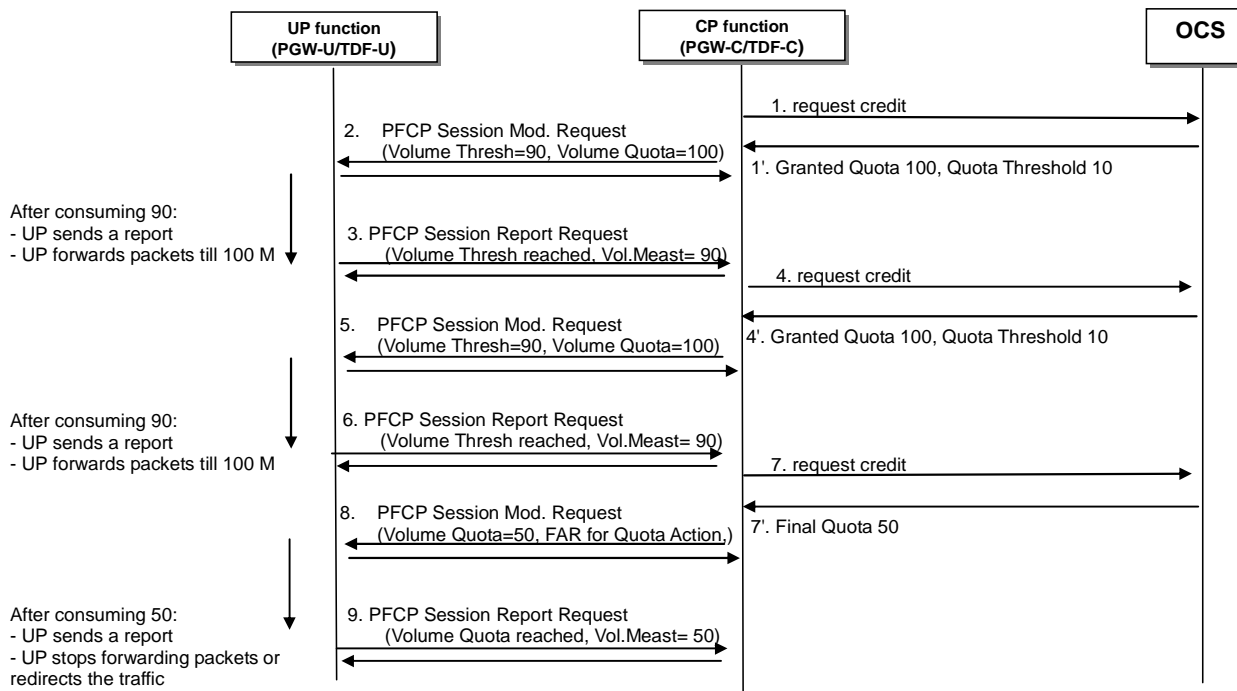 UP function
(PGW-U/TDF-U)
CP function
(PGW-C/TDF-C)
OCS
1. request credit
2. PFCP Session Mod. Request
(Volume Thresh=90, Volume Quota=100)
1'. Granted Quota 100, Quota Threshold 10
After consuming 90:
- UP sends a report
- UP forwards packets till 100 M
3. PFCP Session Report Request
(Volume Thresh reached, Vol.Meast= 90)
4. request credit
5. PFCP Session Mod. Request
(Volume Thresh=90, Volume Quota=100)
4'. Granted Quota 100, Quota Threshold 10
After consuming 90:
- UP sends a report
- UP forwards packets till 100 M
6. PFCP Session Report Request
(Volume Thresh reached, Vol.Meast= 90)
7. request credit
8. PFCP Session Mod. Request
(Volume Quota=50, FAR for Quota Action,)
7'. Final Quota 50
After consuming 50:
- UP sends a report
- UP stops forwarding packets or
redirects the traffic
9. PFCP Session Report Request
(Volume Quota reached, Vol.Meast= 50)